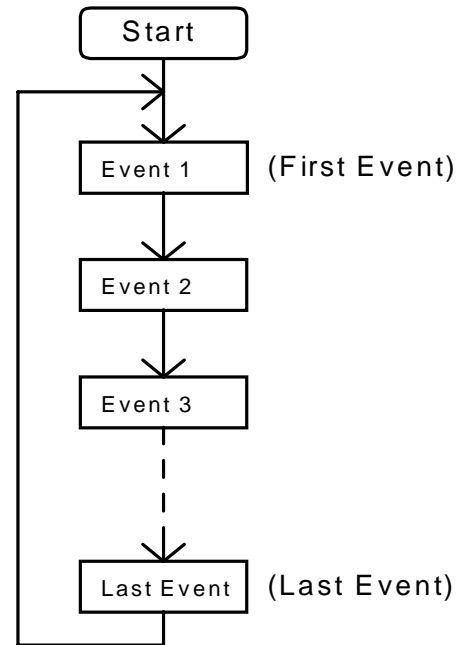 Start
Event 1 (First Event)
Event 2
Event 3
Last Event (Last Event)